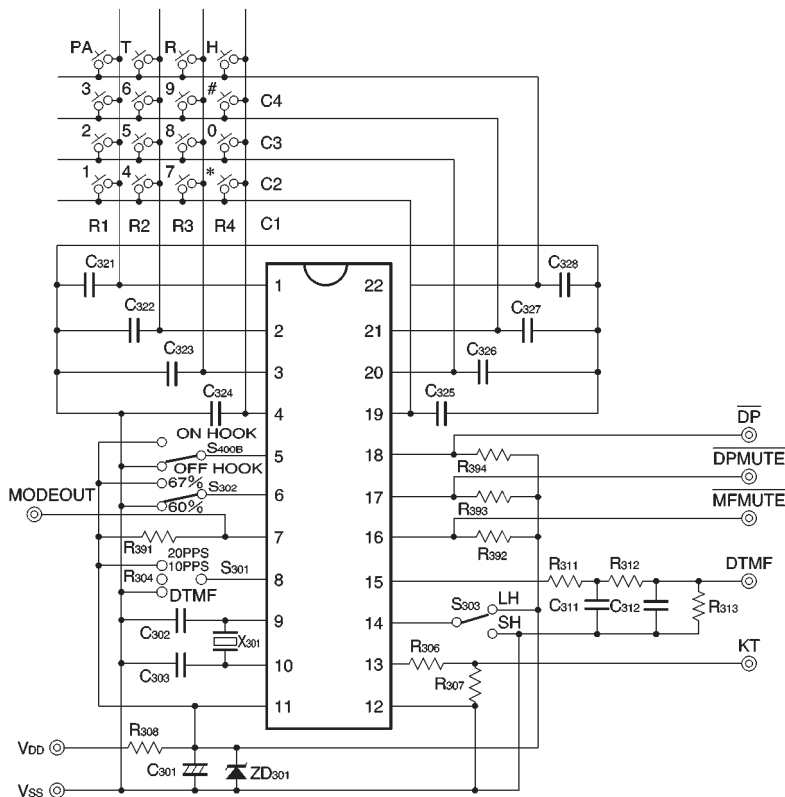 PA T R H
3 6 9 # C4
2 5 8 0 C3
1 4 7 * C2
R1 R2 R3 R4 C1
C321 1 22 C328
C322 2 21 C327
C323 3 20 C326
C324 4 19 C325
ON HOOK
S400B 5
OFF HOOK
67%
S302 6
60%
MODEOUT
R391 7
20PPS
10PPS
R304 S301 8
DTMF
C302 9
X301
C303 10
11
18 R394 DP
17 R393 DPMUTE
16 R392 MFMUTE
15 R311 R312 DTMF
C311 C312 R313
14 S303 LH
SH
13 R306 KT
R307
12
VDD R308
C301 ZD301
VSS